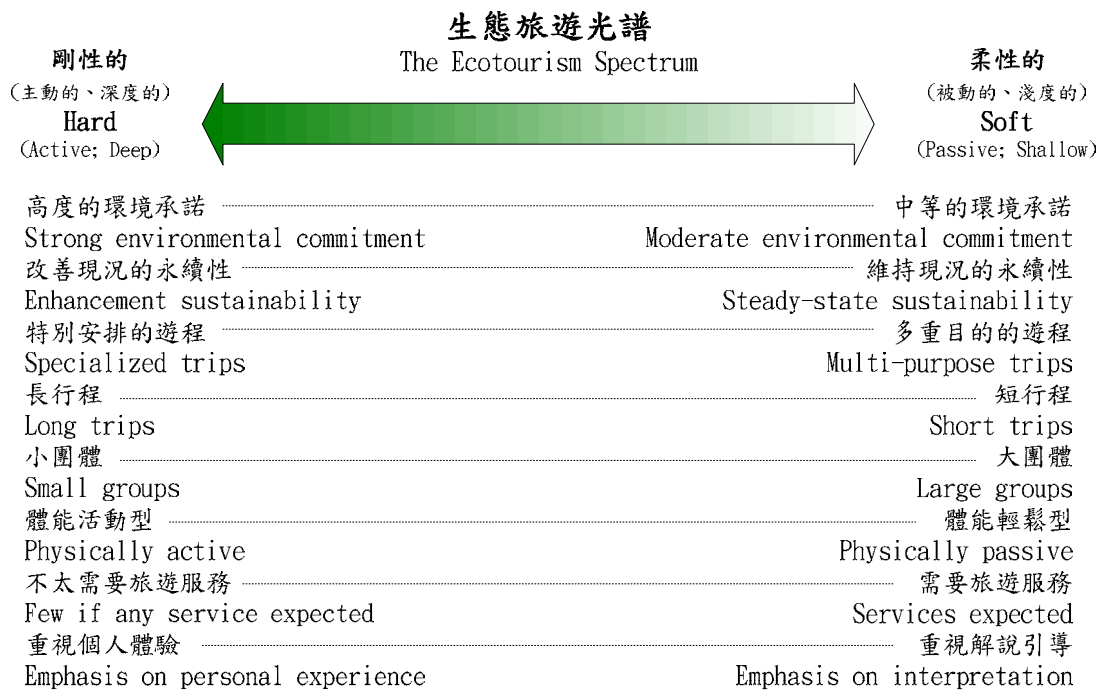 生態旅遊光譜
The Ecotourism Spectrum
剛性的
(主動的、深度的)
Hard
(Active; Deep)
柔性的
(被動的、淺度的)
Soft
(Passive; Shallow)
高度的環境承諾 中等的環境承諾
Strong environmental commitment Moderate environmental commitment
改善現況的永續性 維持現況的永續性
Enhancement sustainability Steady-state sustainability
特別安排的遊程 多重目的的遊程
Specialized trips Multi-purpose trips
長行程 短行程
Long trips Short trips
小團體 大團體
Small groups Large groups
體能活動型 體能輕鬆型
Physically active Physically passive
不太需要旅遊服務 需要旅遊服務
Few if any service expected Services expected
重視個人體驗 重視解說引導
Emphasis on personal experience Emphasis on interpretation